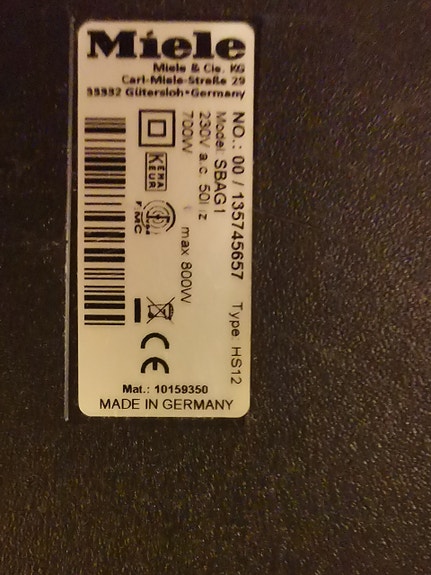 Miele
Miele & Cie. KG
Carl-Miele-Straße 29
33332 Gütersloh•Germany
NO.: 00 / 135745657 Type: HS12
Model: SBAG1
230V a.c. 50Hz
700W max 800W
KEMA
KEUR
F.IMC
CE
Mat.: 10159350
MADE IN GERMANY